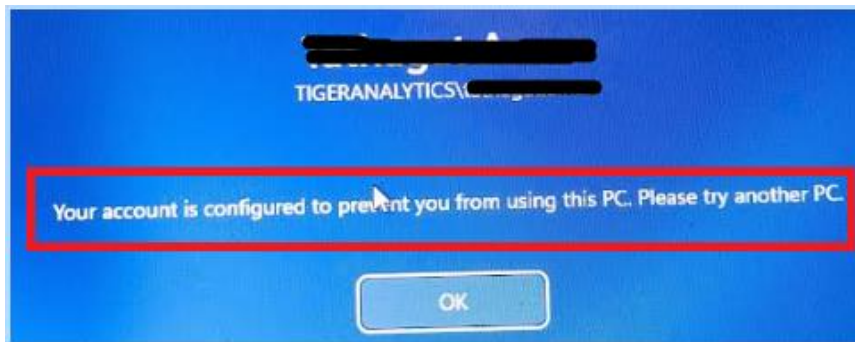 TIGERANALYTICS\
Your account is configured to prevent you from using this PC. Please try another PC.
OK